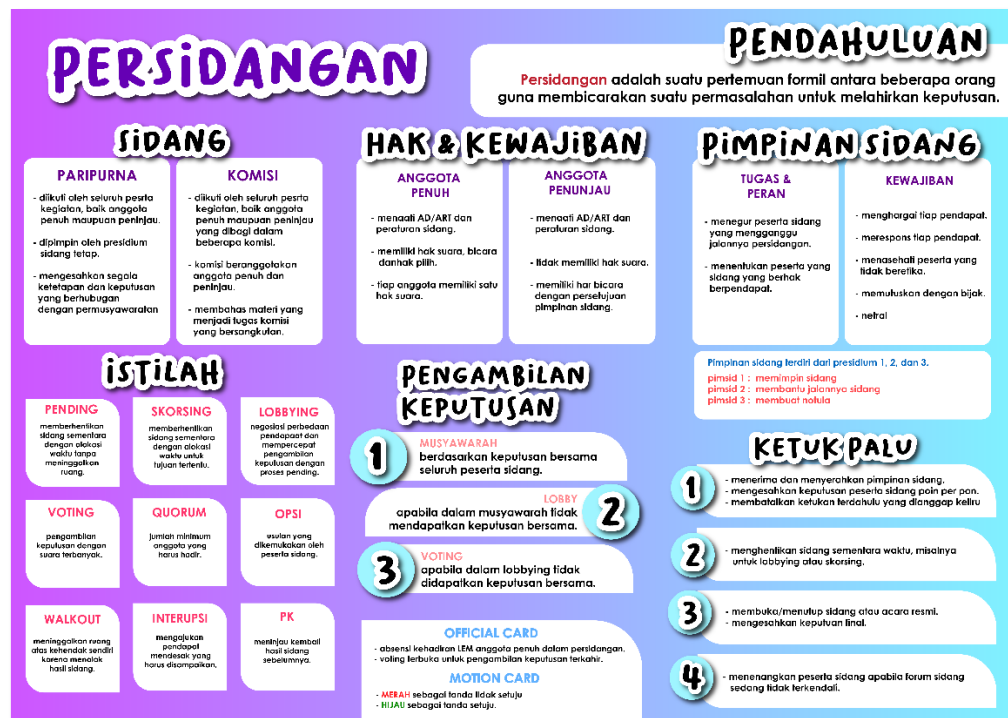 PERSIDANGAN
PENDAHULUAN
Persidangan adalah suatu pertemuan formil antara beberapa orang
guna membicarakan suatu permasalahan untuk melahirkan keputusan.
SIDANG
PARIPURNA
- diikuti oleh seluruh pesrta
kegiatan, baik anggota
penuh maupuan peninjau.
- dipimpin oleh presidium
sidang tetap.
- mengesahkan segala
ketetapan dan keputusan
yang berhubugan
dengan permusyawaratan
KOMISI
- diikuti oleh seluruh pesrta
kegiatan, baik anggota
penuh maupuan peninjau
yang dibagi dalam
beberapa komisi.
- komisi beranggotakan
anggota penuh dan
peninjau.
- membahas materi yang
menjadi tugas komisi
yang bersangkutan.
HAK & KEWAJIBAN
ANGGOTA
PENUH
- menaati AD/ART dan
peraturan sidang.
- memiliki hak suara, bicara
danhak pilih.
- tiap anggota memiliki satu
hak suara.
ANGGOTA
PENUNJAU
- menaati AD/ART dan
peraturan sidang.
- tidak memiliki hak suara.
- memiliki har bicara
dengan persetujuan
pimpinan sidang.
PIMPINAN SIDANG
TUGAS &
PERAN
- menegur peserta sidang
yang mengganggu
jalannya persidangan.
- menentukan peserta yang
sidang yang berhak
berpendapat.
KEWAJIBAN
- menghargai tiap pendapat.
- merespons tiap pendapat.
- menasehati peserta yang
tidak beretika.
- memutuskan dengan bijak.
- netral
Pimpinan sidang terdiri dari presidium 1, 2, dan 3.
pimsid 1 : memimpin sidang
pimsid 2 : membantu jalannya sidang
pimsid 3 : membuat notula
ISTILAH
PENDING
memberhentikan
sidang sementara
dengan alokasi
waktu tanpa
meninggalkan
ruang.
SKORSING
memberhentikan
sidang sementara
dengan alokasi
waktu untuk
tujuan tertentu.
LOBBYING
negosiasi perbedaan
pendapaat dan
mempercepat
pengambilan
keputusan dengan
proses pending.
VOTING
pengambilan
keputusan dengan
suara terbanyak.
QUORUM
jumlah minimum
anggota yang
harus hadir.
OPSI
usulan yang
dikemukakan oleh
peserta sidang.
WALKOUT
meninggalkan ruang
atas kehendak sendiri
karena menolak
hasil sidang.
INTERUPSI
mengajukan
pendapat
mendesak yang
harus disampaikan.
PK
meninjau kembali
hasil sidang
sebelumnya.
PENGAMBILAN
KEPUTUSAN
1
MUSYAWARAH
berdasarkan keputusan bersama
seluruh peserta sidang.
LOBBY
apabila dalam musyawarah tidak
mendapatkan keputusan bersama.
2
3
VOTING
apabila dalam lobbying tidak
didapatkan keputusan bersama.
OFFICIAL CARD
- absensi kehadiran LEM anggota penuh dalam persidangan.
- voting terbuka untuk pengambilan keputusan terkahir.
MOTION CARD
- MERAH sebagai tanda tidak setuju
- HIJAU sebagai tanda setuju.
KETUK PALU
1
- menerima dan menyerahkan pimpinan sidang.
- mengesahkan keputusan peserta sidang poin per pon.
- membatalkan ketukan terdahulu yang dianggap keliru
2
- menghentikan sidang sementara waktu, misalnya
untuk lobbying atau skorsing.
3
- membuka/menutup sidang atau acara resmi.
- mengesahkan keputuan final.
4
- menenangkan peserta sidang apabila forum sidang
sedang tidak terkendali.